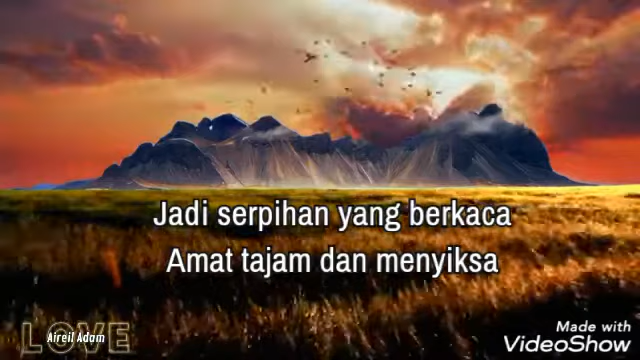 Jadi serpihan yang berkaca
Amat tajam dan menyiksa
LOVE
Aireil Adam
Made with
VideoShow